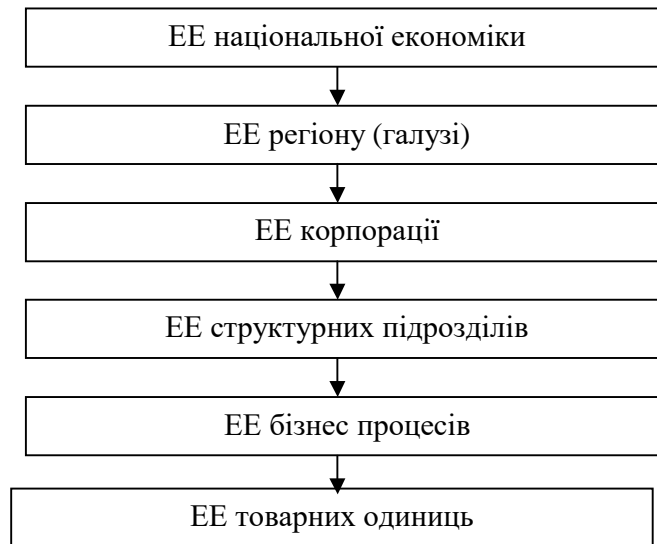 ЕЕ національної економіки
ЕЕ регіону (галузі)
ЕЕ корпорації
ЕЕ структурних підрозділів
ЕЕ бізнес процесів
ЕЕ товарних одиниць